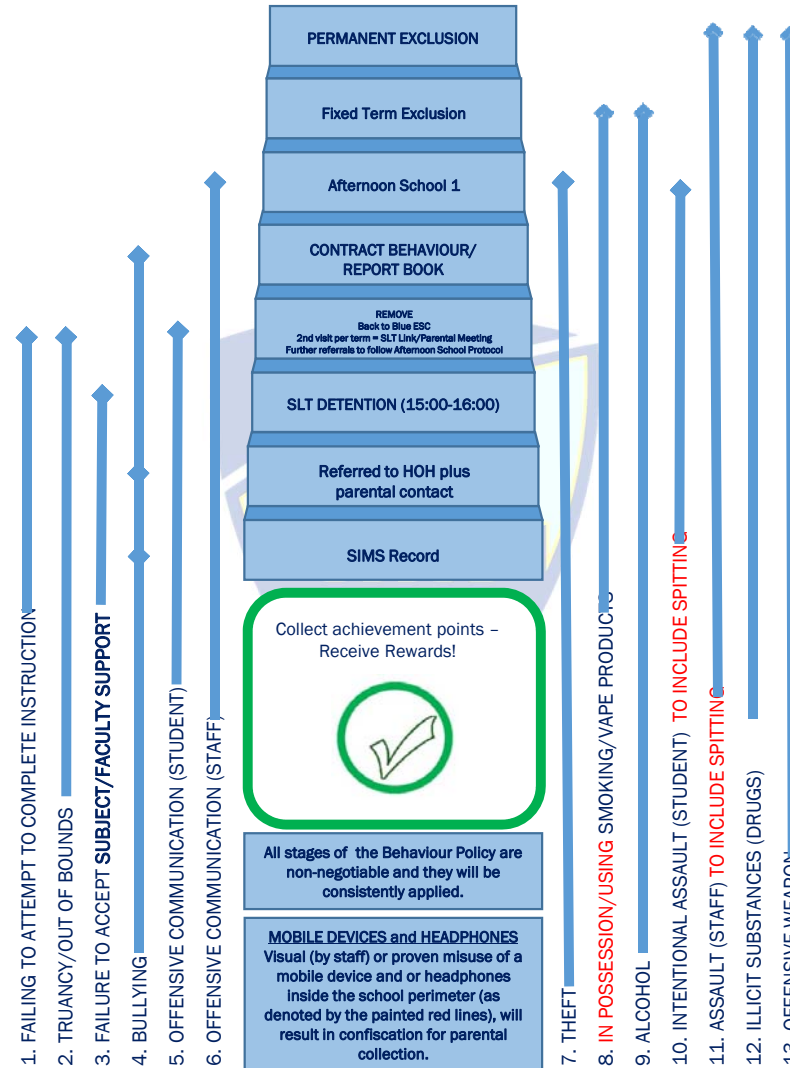 PERMANENT EXCLUSION
Fixed Term Exclusion
Afternoon School 1
CONTRACT BEHAVIOUR/
REPORT BOOK
REMOVE
Back to Blue ESC
2nd visit per term = SLT Link/Parental Meeting
Further referrals to follow Afternoon School Protocol
SLT DETENTION (15:00-16:00)
Referred to HOH plus
parental contact
SIMS Record
Collect achievement points –
Receive Rewards!
All stages of the Behaviour Policy are
non-negotiable and they will be
consistently applied.
MOBILE DEVICES and HEADPHONES
Visual (by staff) or proven misuse of a
mobile device and or headphones
inside the school perimeter (as
denoted by the painted red lines), will
result in confiscation for parental
collection.
1. FAILING TO ATTEMPT TO COMPLETE INSTRUCTION
2. TRUANCY/OUT OF BOUNDS
3. FAILURE TO ACCEPT SUBJECT/FACULTY SUPPORT
4. BULLYING
5. OFFENSIVE COMMUNICATION (STUDENT)
6. OFFENSIVE COMMUNICATION (STAFF)
7. THEFT
8. IN POSSESSION/USING SMOKING/VAPE PRODUCTS
9. ALCOHOL
10. INTENTIONAL ASSAULT (STUDENT) TO INCLUDE SPITTING
11. ASSAULT (STAFF) TO INCLUDE SPITTING
12. ILLICIT SUBSTANCES (DRUGS)
13. OFFENSIVE WEAPON